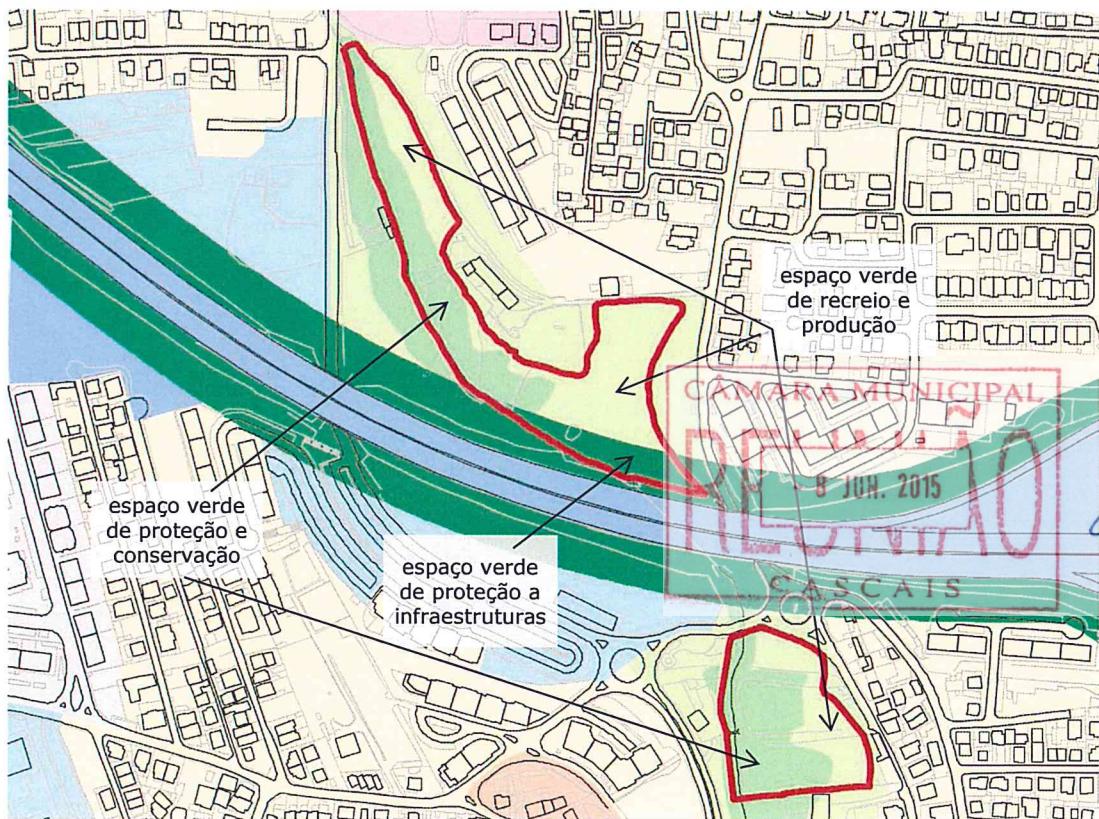 espaço verde
de recreio e
produção
CÂMARA MUNICIPAL
REUNIÃO
8 JUN. 2015
CASCAIS
espaço verde
de proteção e
conservação
espaço verde
de proteção a
infraestruturas